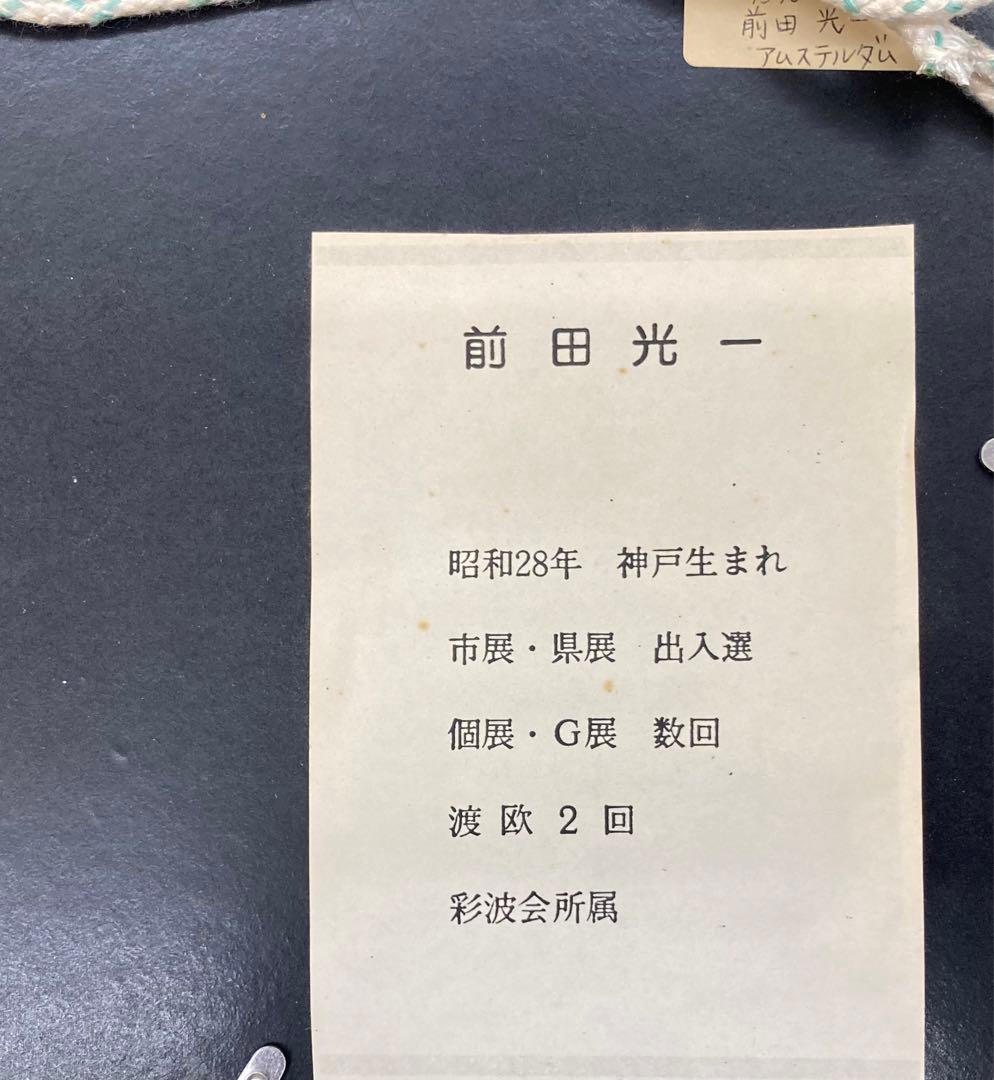 前田 光一
アムステルダム
前田光一
昭和28年 神戸生まれ
市展・県展 出入選
個展・G展 数回
渡欧2回
彩波会所属